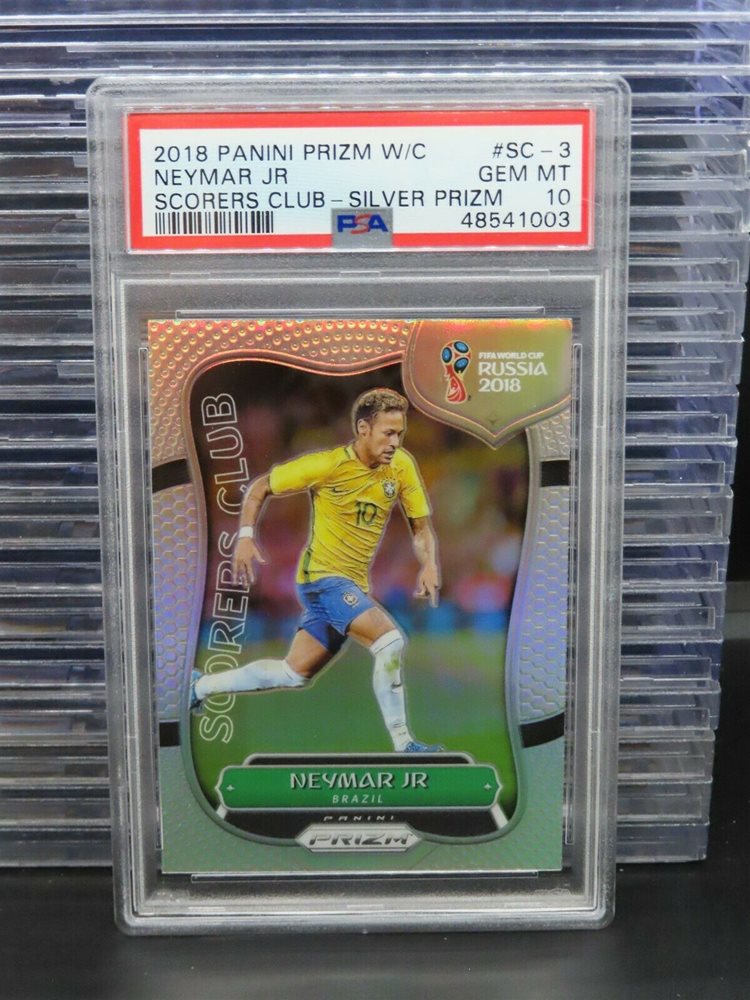 2018 PANINI PRIZM W/C #SC-3
NEYMAR JR GEM MT
SCORERS CLUB-SILVER PRIZM 10
PSA 48541003
FIFA WORLD CUP
RUSSIA
2018
SCORERS CLUB
10
NEYMAR JR
BRAZIL
PANINI
PRIZM